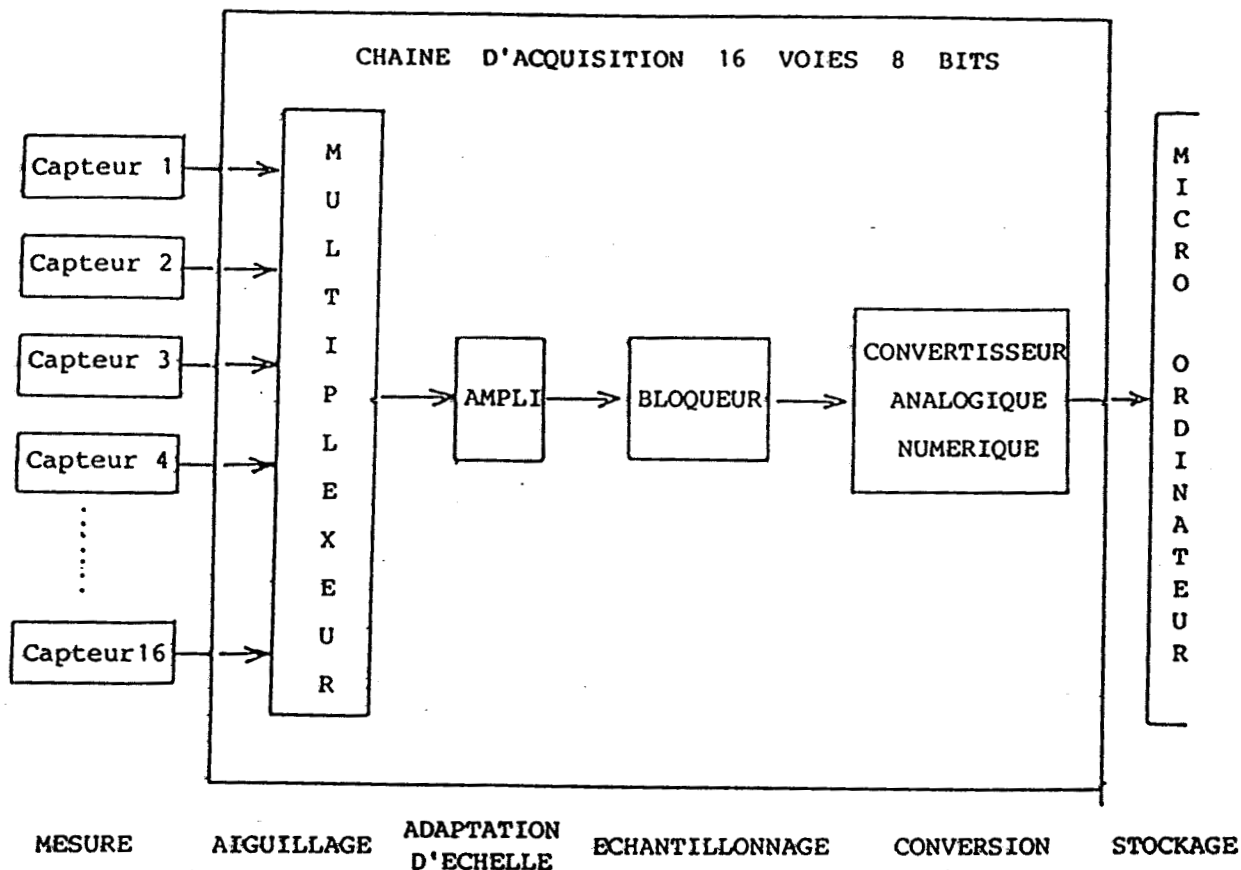 CHAINE D'ACQUISITION 16 VOIES 8 BITS
Capteur 1
Capteur 2
Capteur 3
Capteur 4
Capteur16
MULTIPLEXEUR
AMPLI
BLOQUEUR
CONVERTISSEUR
ANALOGIQUE
NUMERIQUE
MICRO ORDINATEUR
MESURE
AIGUILLAGE
ADAPTATION
D'ECHELLE
ECHANTILLONNAGE
CONVERSION
STOCKAGE